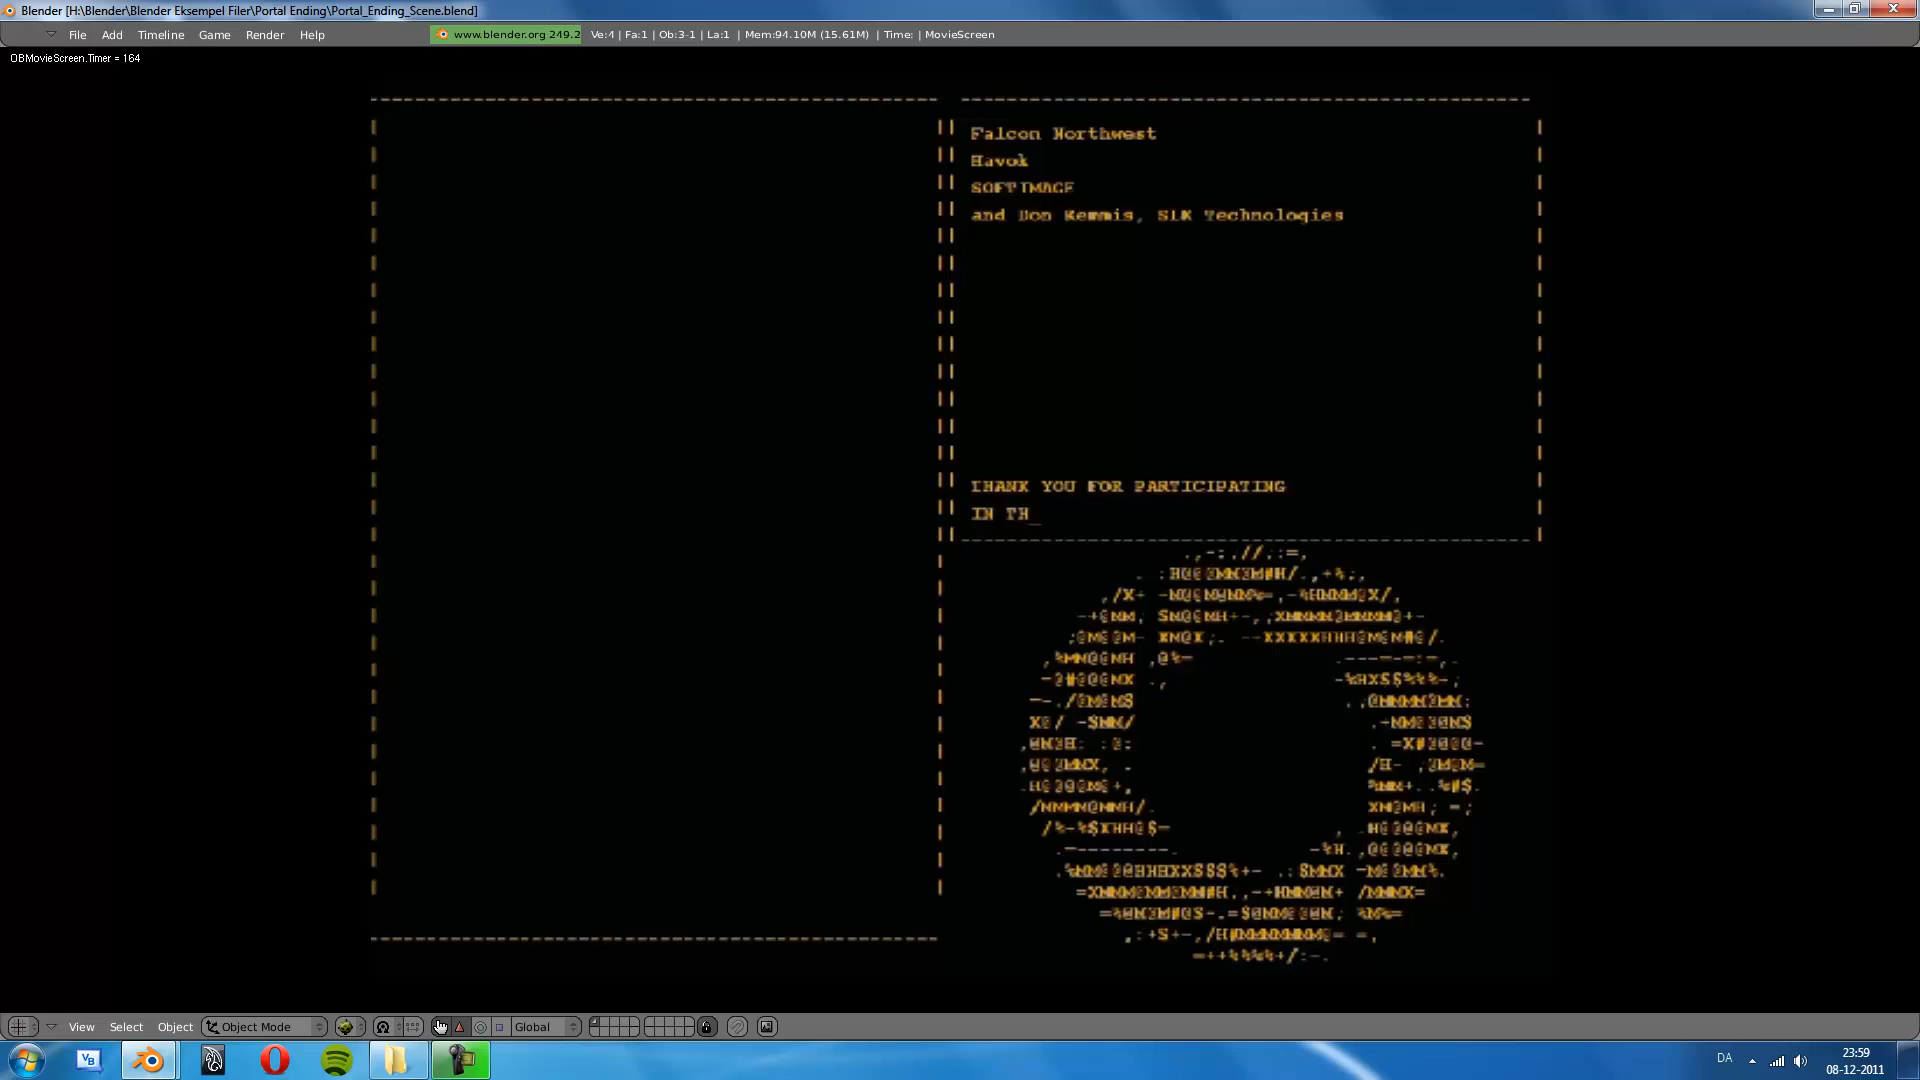 Blender [H:\Blender\Blender Eksempel Filer\Portal Ending\Portal_Ending_Scene.blend]
File Add Timeline Game Render Help www.blender.org 249.2 Ve:4 | Fa:1 | Ob:3-1 | La:1 | Mem:94.10M (15.61M) | Time: | MovieScreen
OBMovieScreen.Timer = 164
Falcon Northwest
Havok
SOFTIMAGE
and Don Kemmis, SLK Technologies
THANK YOU FOR PARTICIPATING
IN TH_
View Select Object Object Mode Global
VB DA 23:59
08-12-2011